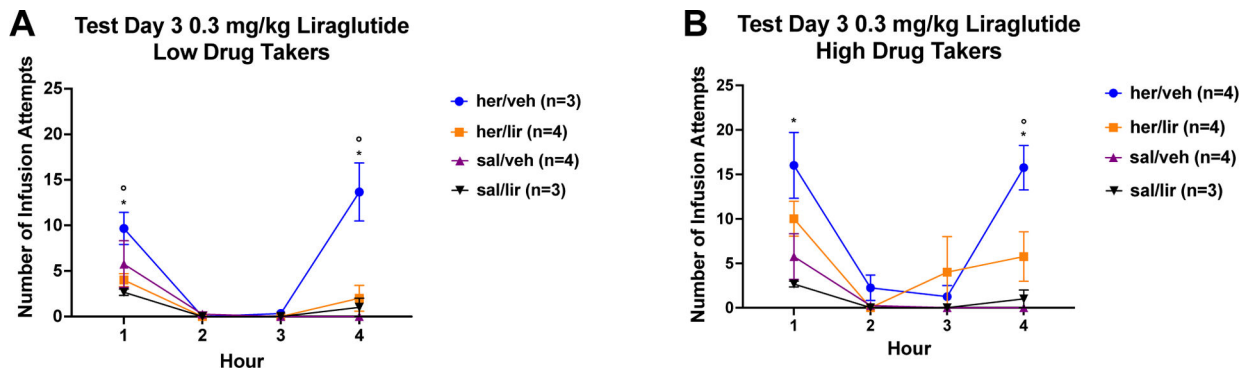 A
Test Day 3 0.3 mg/kg Liraglutide
Low Drug Takers
Number of Infusion Attempts
25
20
15
10
5
0
1 2 3 4
Hour
° 
*
°
*
her/veh (n=3)
her/lir (n=4)
sal/veh (n=4)
sal/lir (n=3)
B
Test Day 3 0.3 mg/kg Liraglutide
High Drug Takers
Number of Infusion Attempts
25
20
15
10
5
0
1 2 3 4
Hour
*
°
*
her/veh (n=4)
her/lir (n=4)
sal/veh (n=4)
sal/lir (n=3)